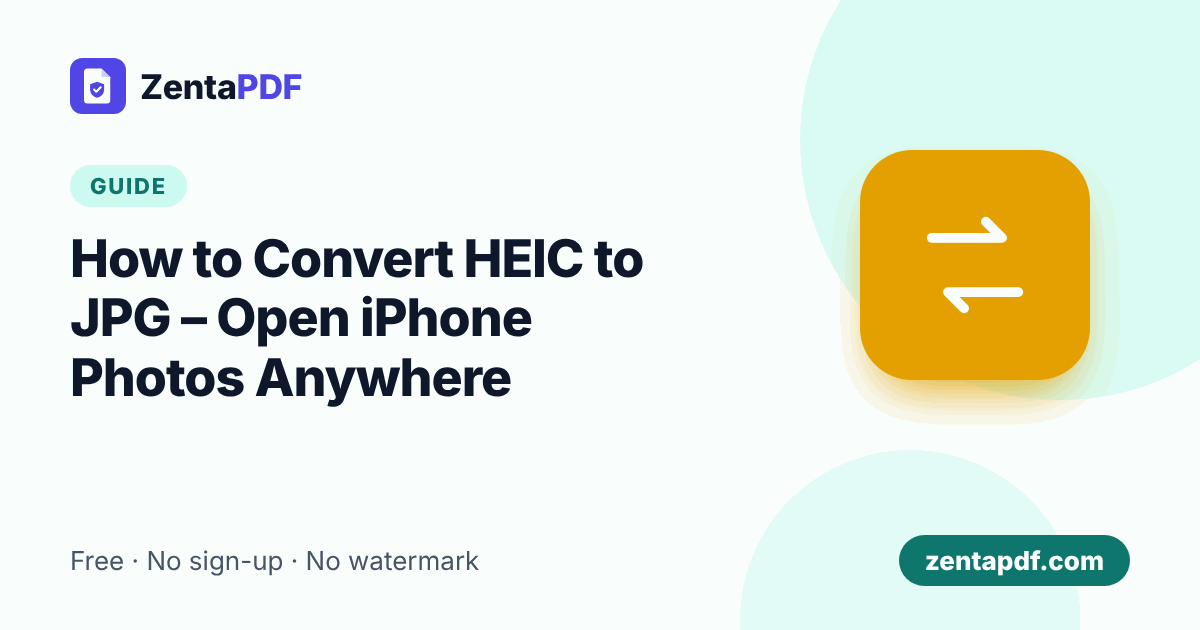 ZentaPDF
GUIDE
How to Convert HEIC to
JPG – Open iPhone
Photos Anywhere
Free · No sign-up · No watermark
zentapdf.com